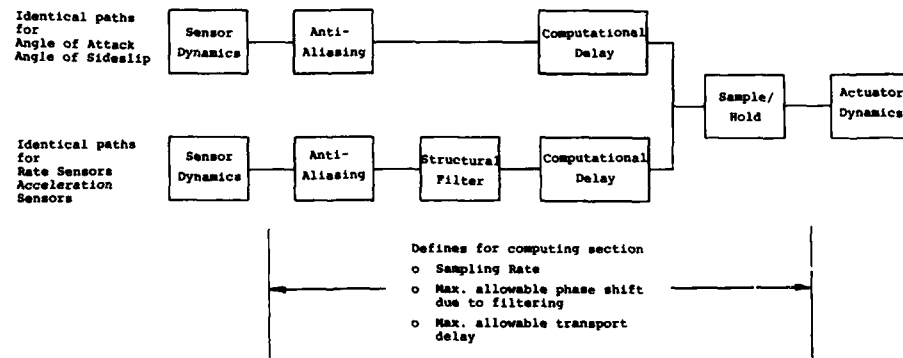 Identical paths
for
Angle of Attack
Angle of Sideslip
Sensor
Dynamics
Anti-
Aliasing
Computational
Delay
Sample/
Hold
Actuator
Dynamics
Identical paths
for
Rate Sensors
Acceleration
Sensors
Sensor
Dynamics
Anti-
Aliasing
Structural
Filter
Computational
Delay
Defines for computing section
o Sampling Rate
o Max. allowable phase shift
due to filtering
o Max. allowable transport
delay